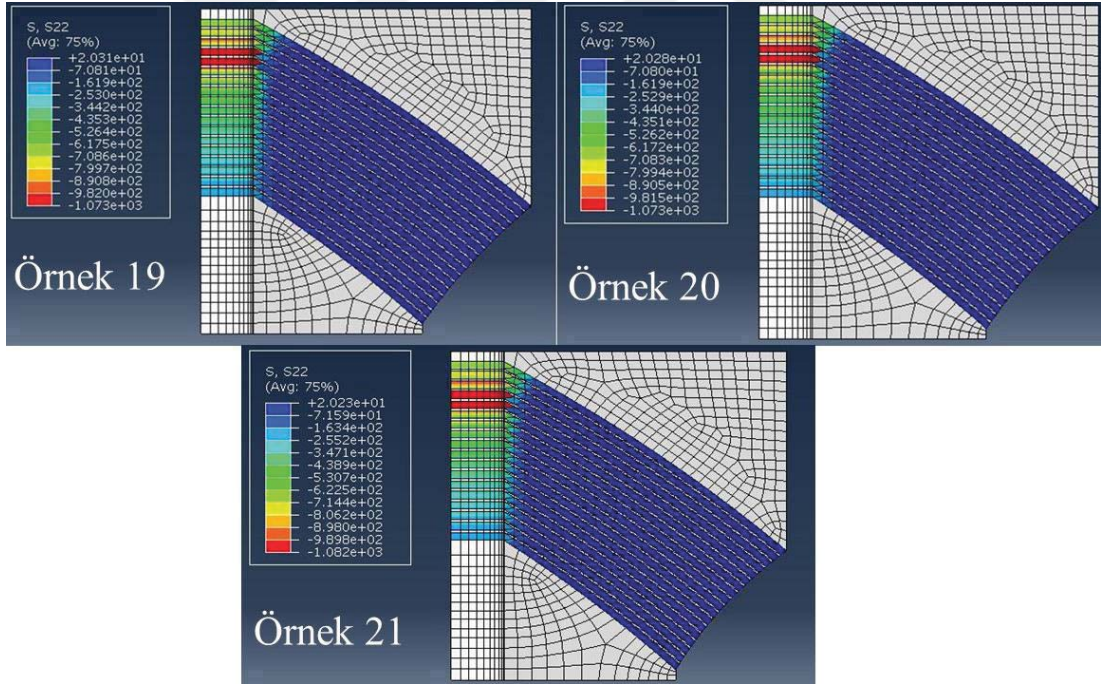 S, S22
(Avg: 75%)
+2.031e+01
-7.081e+01
-1.619e+02
-2.530e+02
-3.442e+02
-4.353e+02
-5.264e+02
-6.175e+02
-7.086e+02
-7.997e+02
-8.908e+02
-9.820e+02
-1.073e+03
Örnek 19
S, S22
(Avg: 75%)
+2.028e+01
-7.080e+01
-1.619e+02
-2.529e+02
-3.440e+02
-4.351e+02
-5.262e+02
-6.172e+02
-7.083e+02
-7.994e+02
-8.905e+02
-9.815e+02
-1.073e+03
Örnek 20
S, S22
(Avg: 75%)
+2.023e+01
-7.159e+01
-1.634e+02
-2.552e+02
-3.471e+02
-4.389e+02
-5.307e+02
-6.225e+02
-7.144e+02
-8.062e+02
-8.980e+02
-9.898e+02
-1.082e+03
Örnek 21